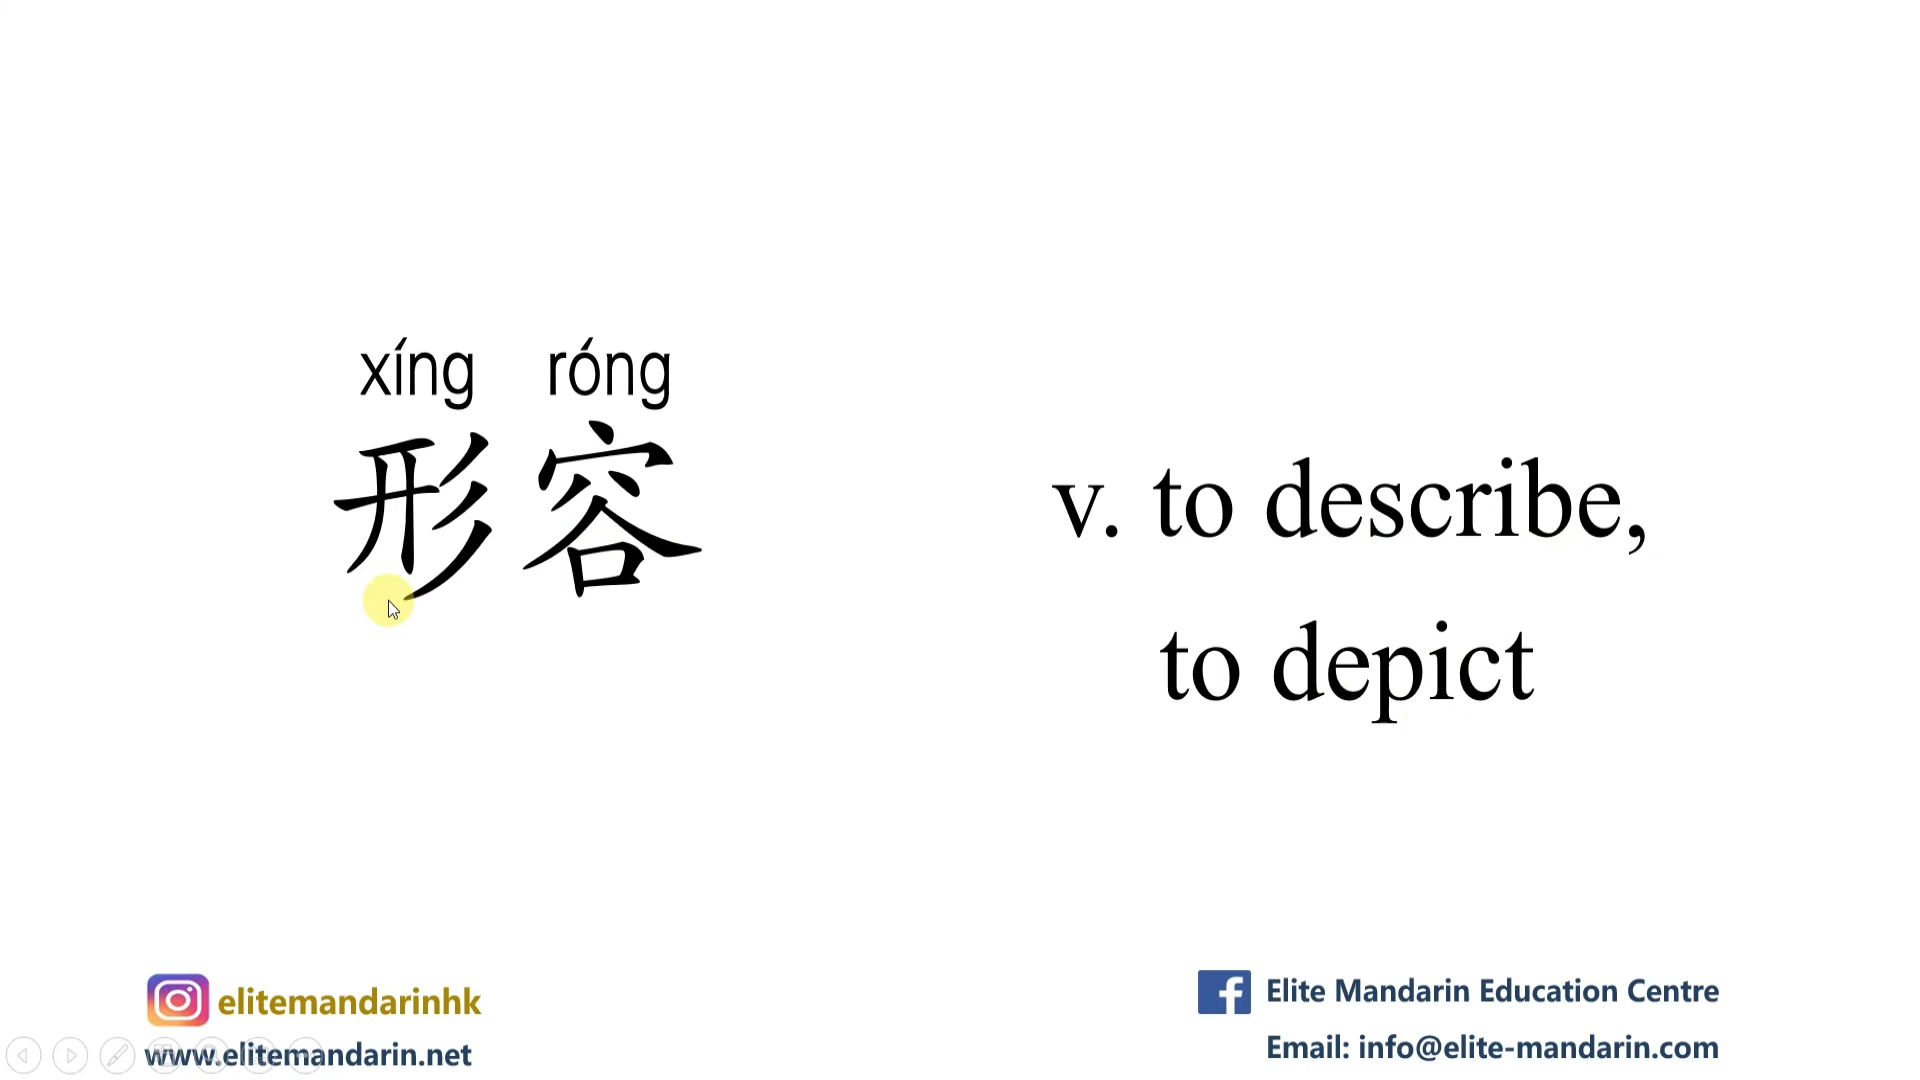 xíng róng
形容
v. to describe,
to depict
elitemandarinhk
www.elitemandarin.net
Elite Mandarin Education Centre
Email: info@elite-mandarin.com